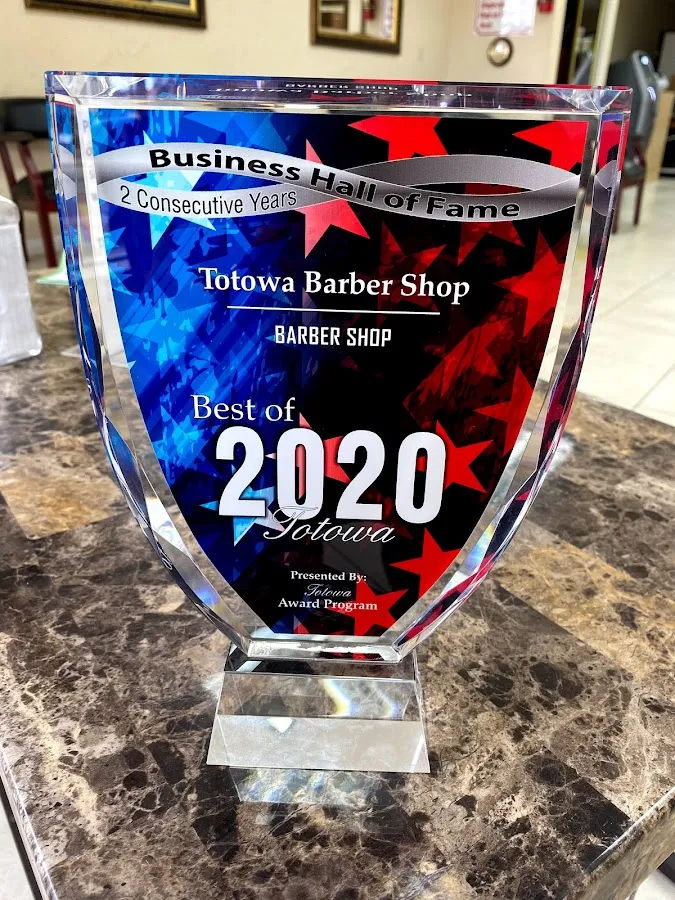 Business Hall of Fame
2 Consecutive Years
Totowa Barber Shop
BARBER SHOP
Best of
2020
Totowa
Presented By:
Totowa
Award Program